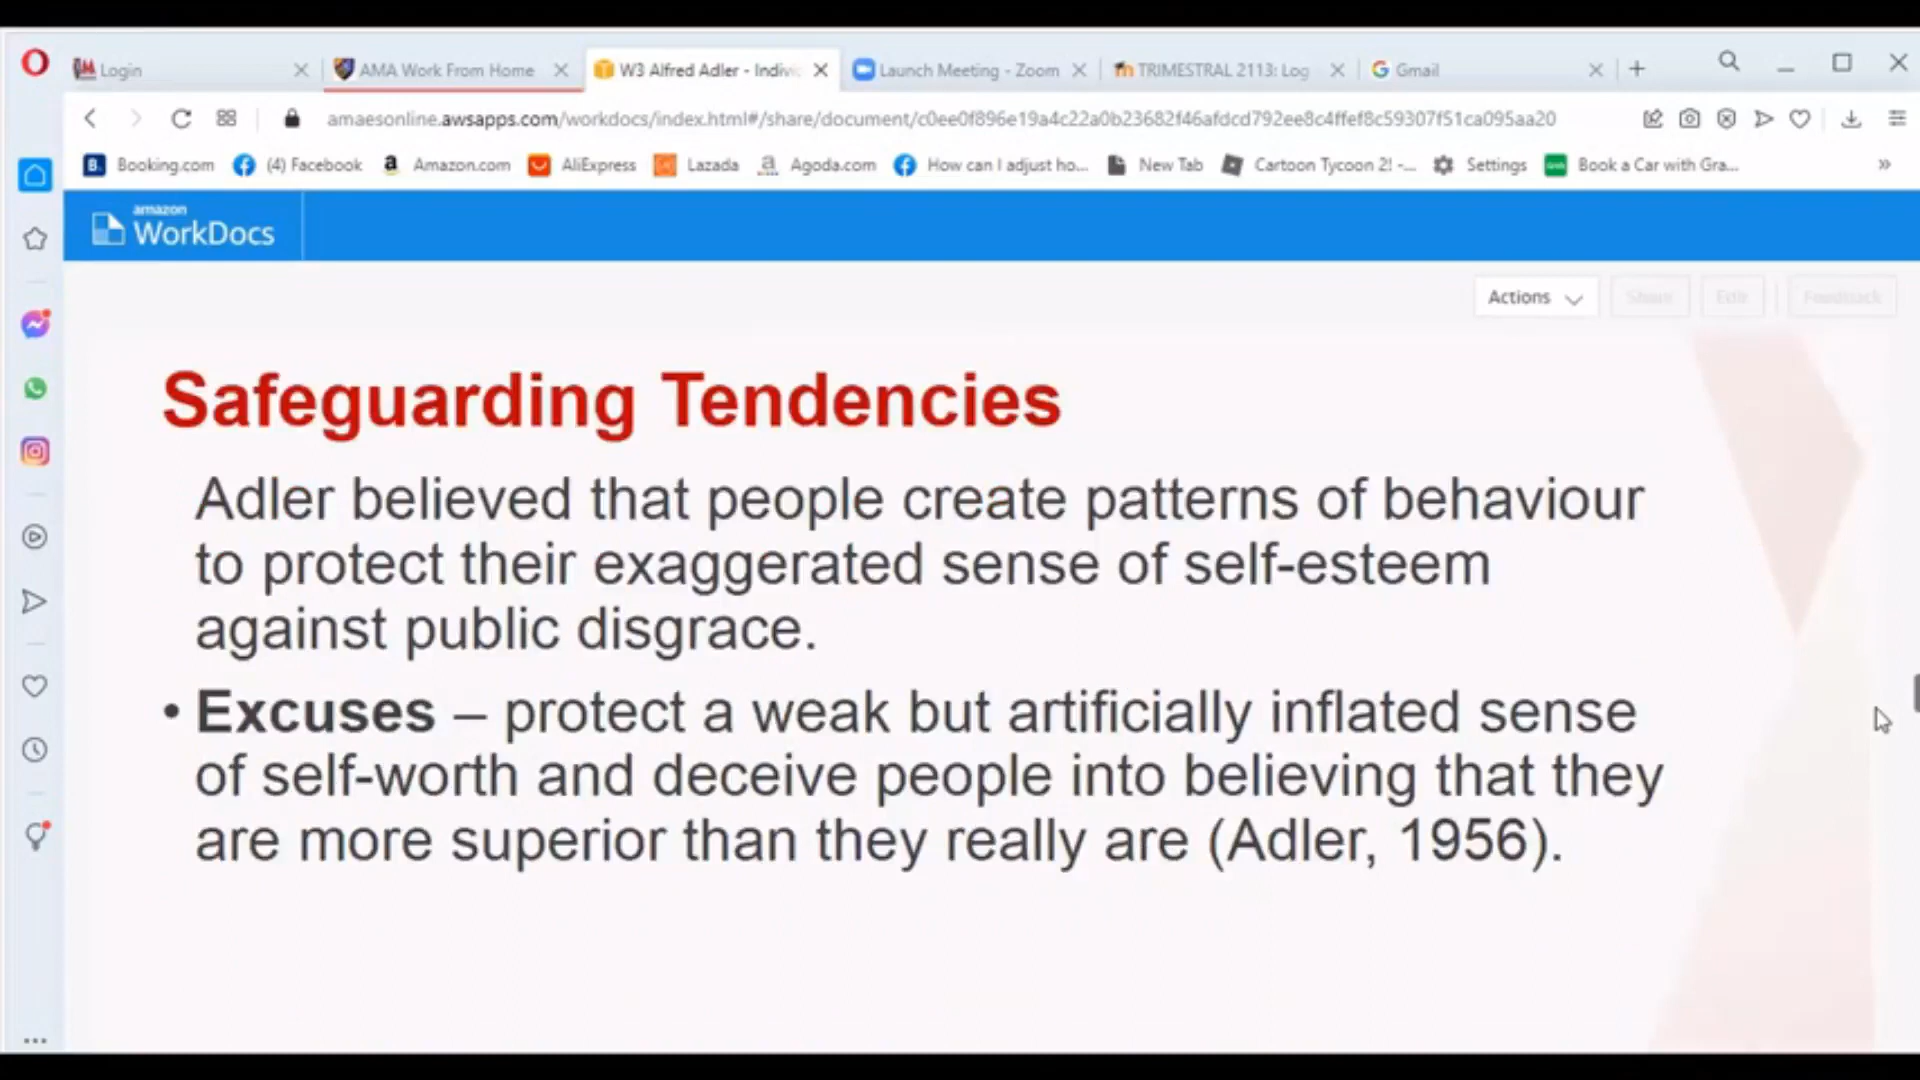 Login
AMA Work From Home
W3 Alfred Adler - Indivi
Launch Meeting - Zoom
TRIMESTRAL 2113: Log
Gmail
amaesonline.awsapps.com/workdocs/index.html#/share/document/c0ee0f896e19a4c22a0b23682f46afdcd792ee8c4ffef8c59307f51ca095aa20
Booking.com
(4) Facebook
Amazon.com
AliExpress
Lazada
Agoda.com
How can I adjust ho...
New Tab
Cartoon Tycoon 2! -...
Settings
Book a Car with Gra...
amazon
WorkDocs
Actions
Share
Edit
Feedback
Safeguarding Tendencies
Adler believed that people create patterns of behaviour
to protect their exaggerated sense of self-esteem
against public disgrace.
• Excuses – protect a weak but artificially inflated sense
of self-worth and deceive people into believing that they
are more superior than they really are (Adler, 1956).